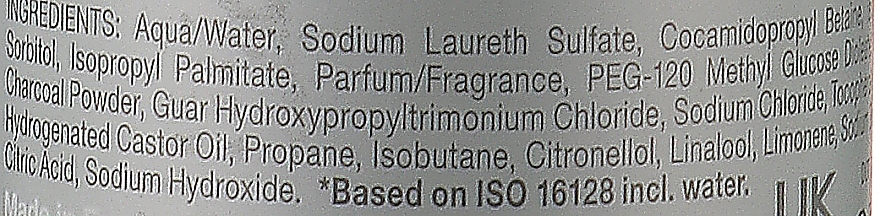 INGREDIENTS: Aqua/Water, Sodium Laureth Sulfate, Cocamidopropyl Betaine,
Sorbitol, Isopropyl Palmitate, Parfum/Fragrance, PEG-120 Methyl Glucose
Charcoal Powder, Guar Hydroxypropyltrimonium Chloride, Sodium Chloride,
Hydrogenated Castor Oil, Propane, Isobutane, Citronellol, Linalool, Limonene,
Citric Acid, Sodium Hydroxide. *Based on ISO 16128 incl. water.
Made in
UK